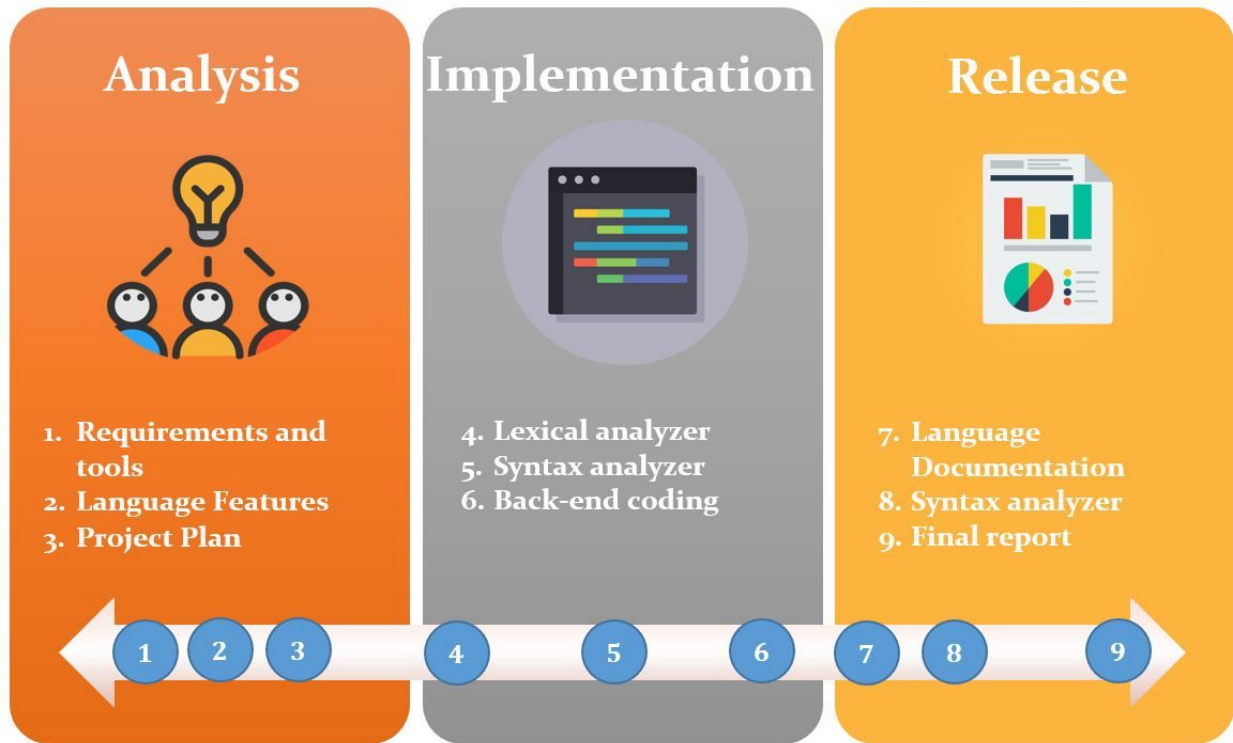 Analysis
1. Requirements and
tools
2. Language Features
3. Project Plan
Implementation
4. Lexical analyzer
5. Syntax analyzer
6. Back-end coding
Release
7. Language
Documentation
8. Syntax analyzer
9. Final report
1 2 3 4 5 6 7 8 9